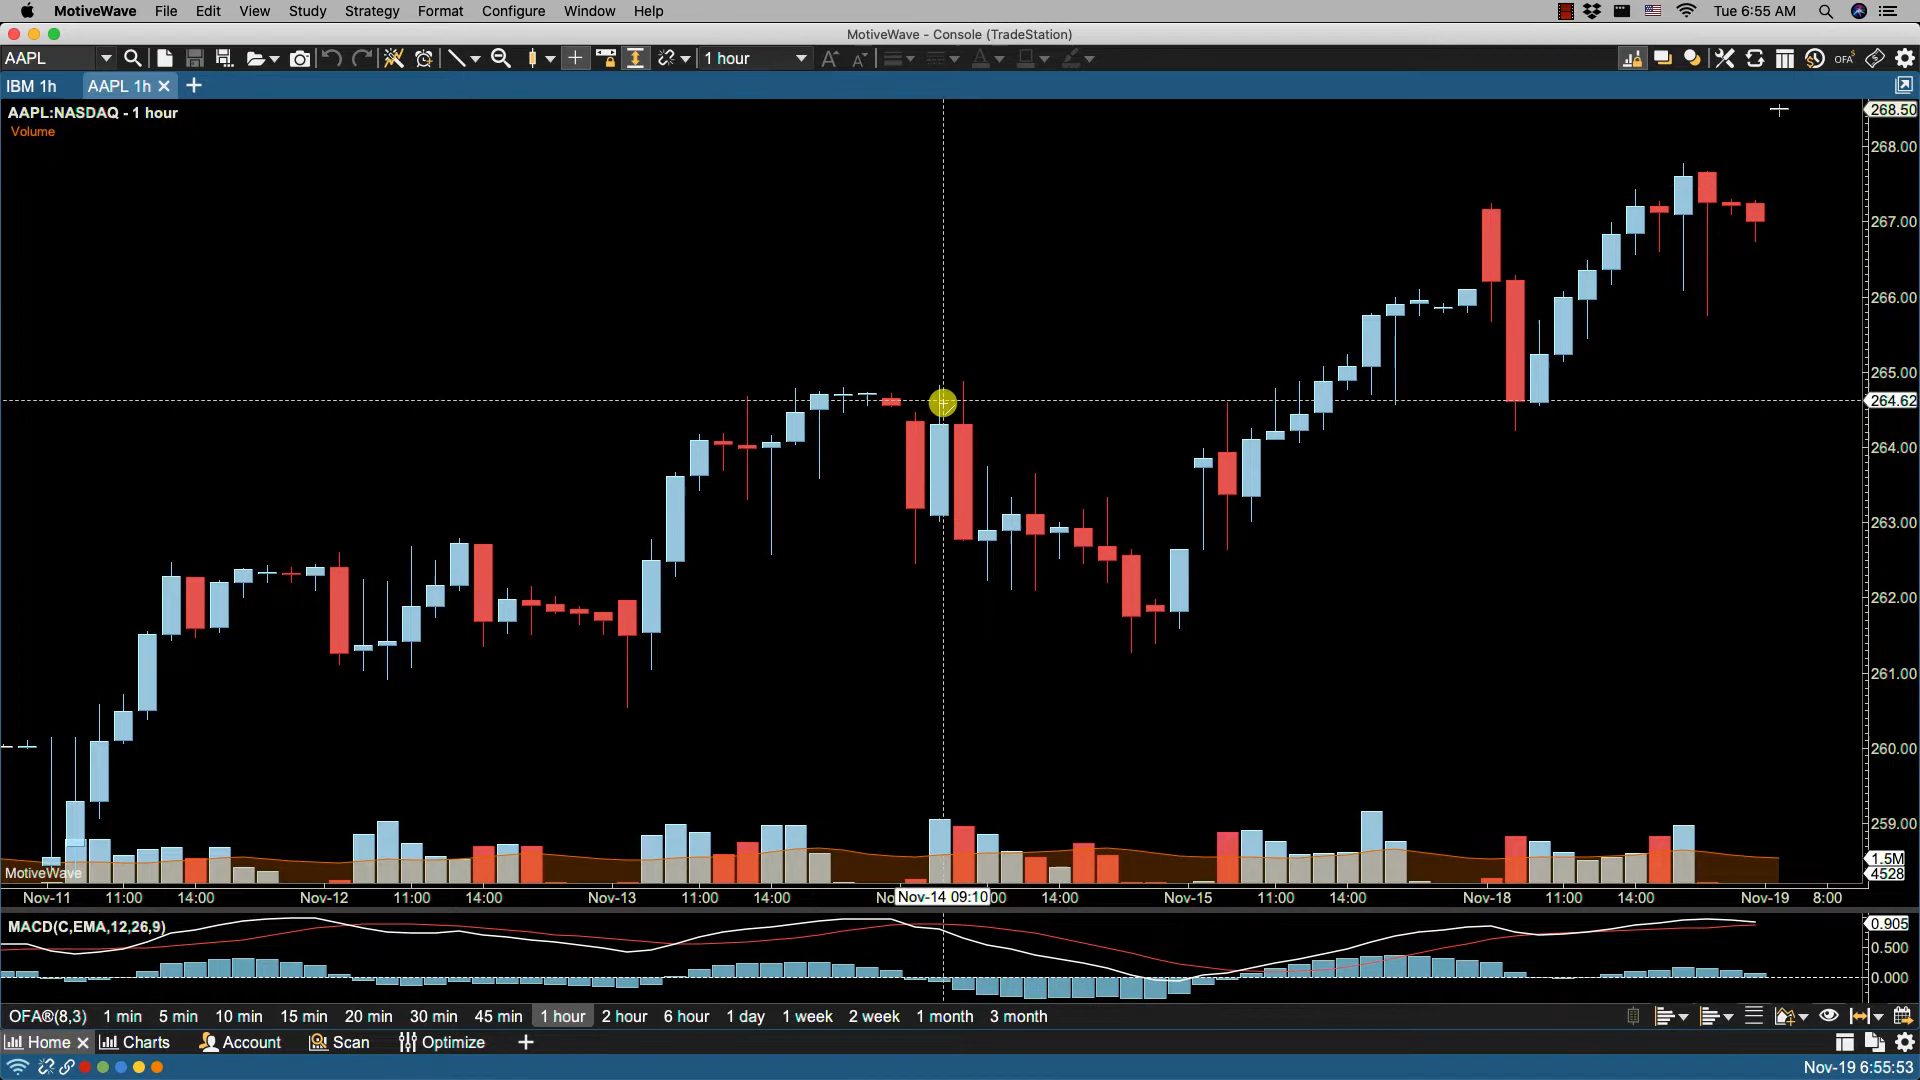 MotiveWave File Edit View Study Strategy Format Configure Window Help Tue 6:55 AM
MotiveWave - Console (TradeStation)
AAPL 1 hour OFA
IBM 1h AAPL 1h
AAPL:NASDAQ - 1 hour
Volume
268.50
268.00
267.00
266.00
265.00
264.62
264.00
263.00
262.00
261.00
260.00
259.00
1.5M
4528
MotiveWave
Nov-11 11:00 14:00 Nov-12 11:00 14:00 Nov-13 11:00 14:00 No Nov-14 09:10 00 14:00 Nov-15 11:00 14:00 Nov-18 11:00 14:00 Nov-19 8:00
MACD(C,EMA,12,26,9)
0.905
0.500
0.000
OFA®(8,3) 1 min 5 min 10 min 15 min 20 min 30 min 45 min 1 hour 2 hour 6 hour 1 day 1 week 2 week 1 month 3 month
Home Charts Account Scan Optimize
Nov-19 6:55:53